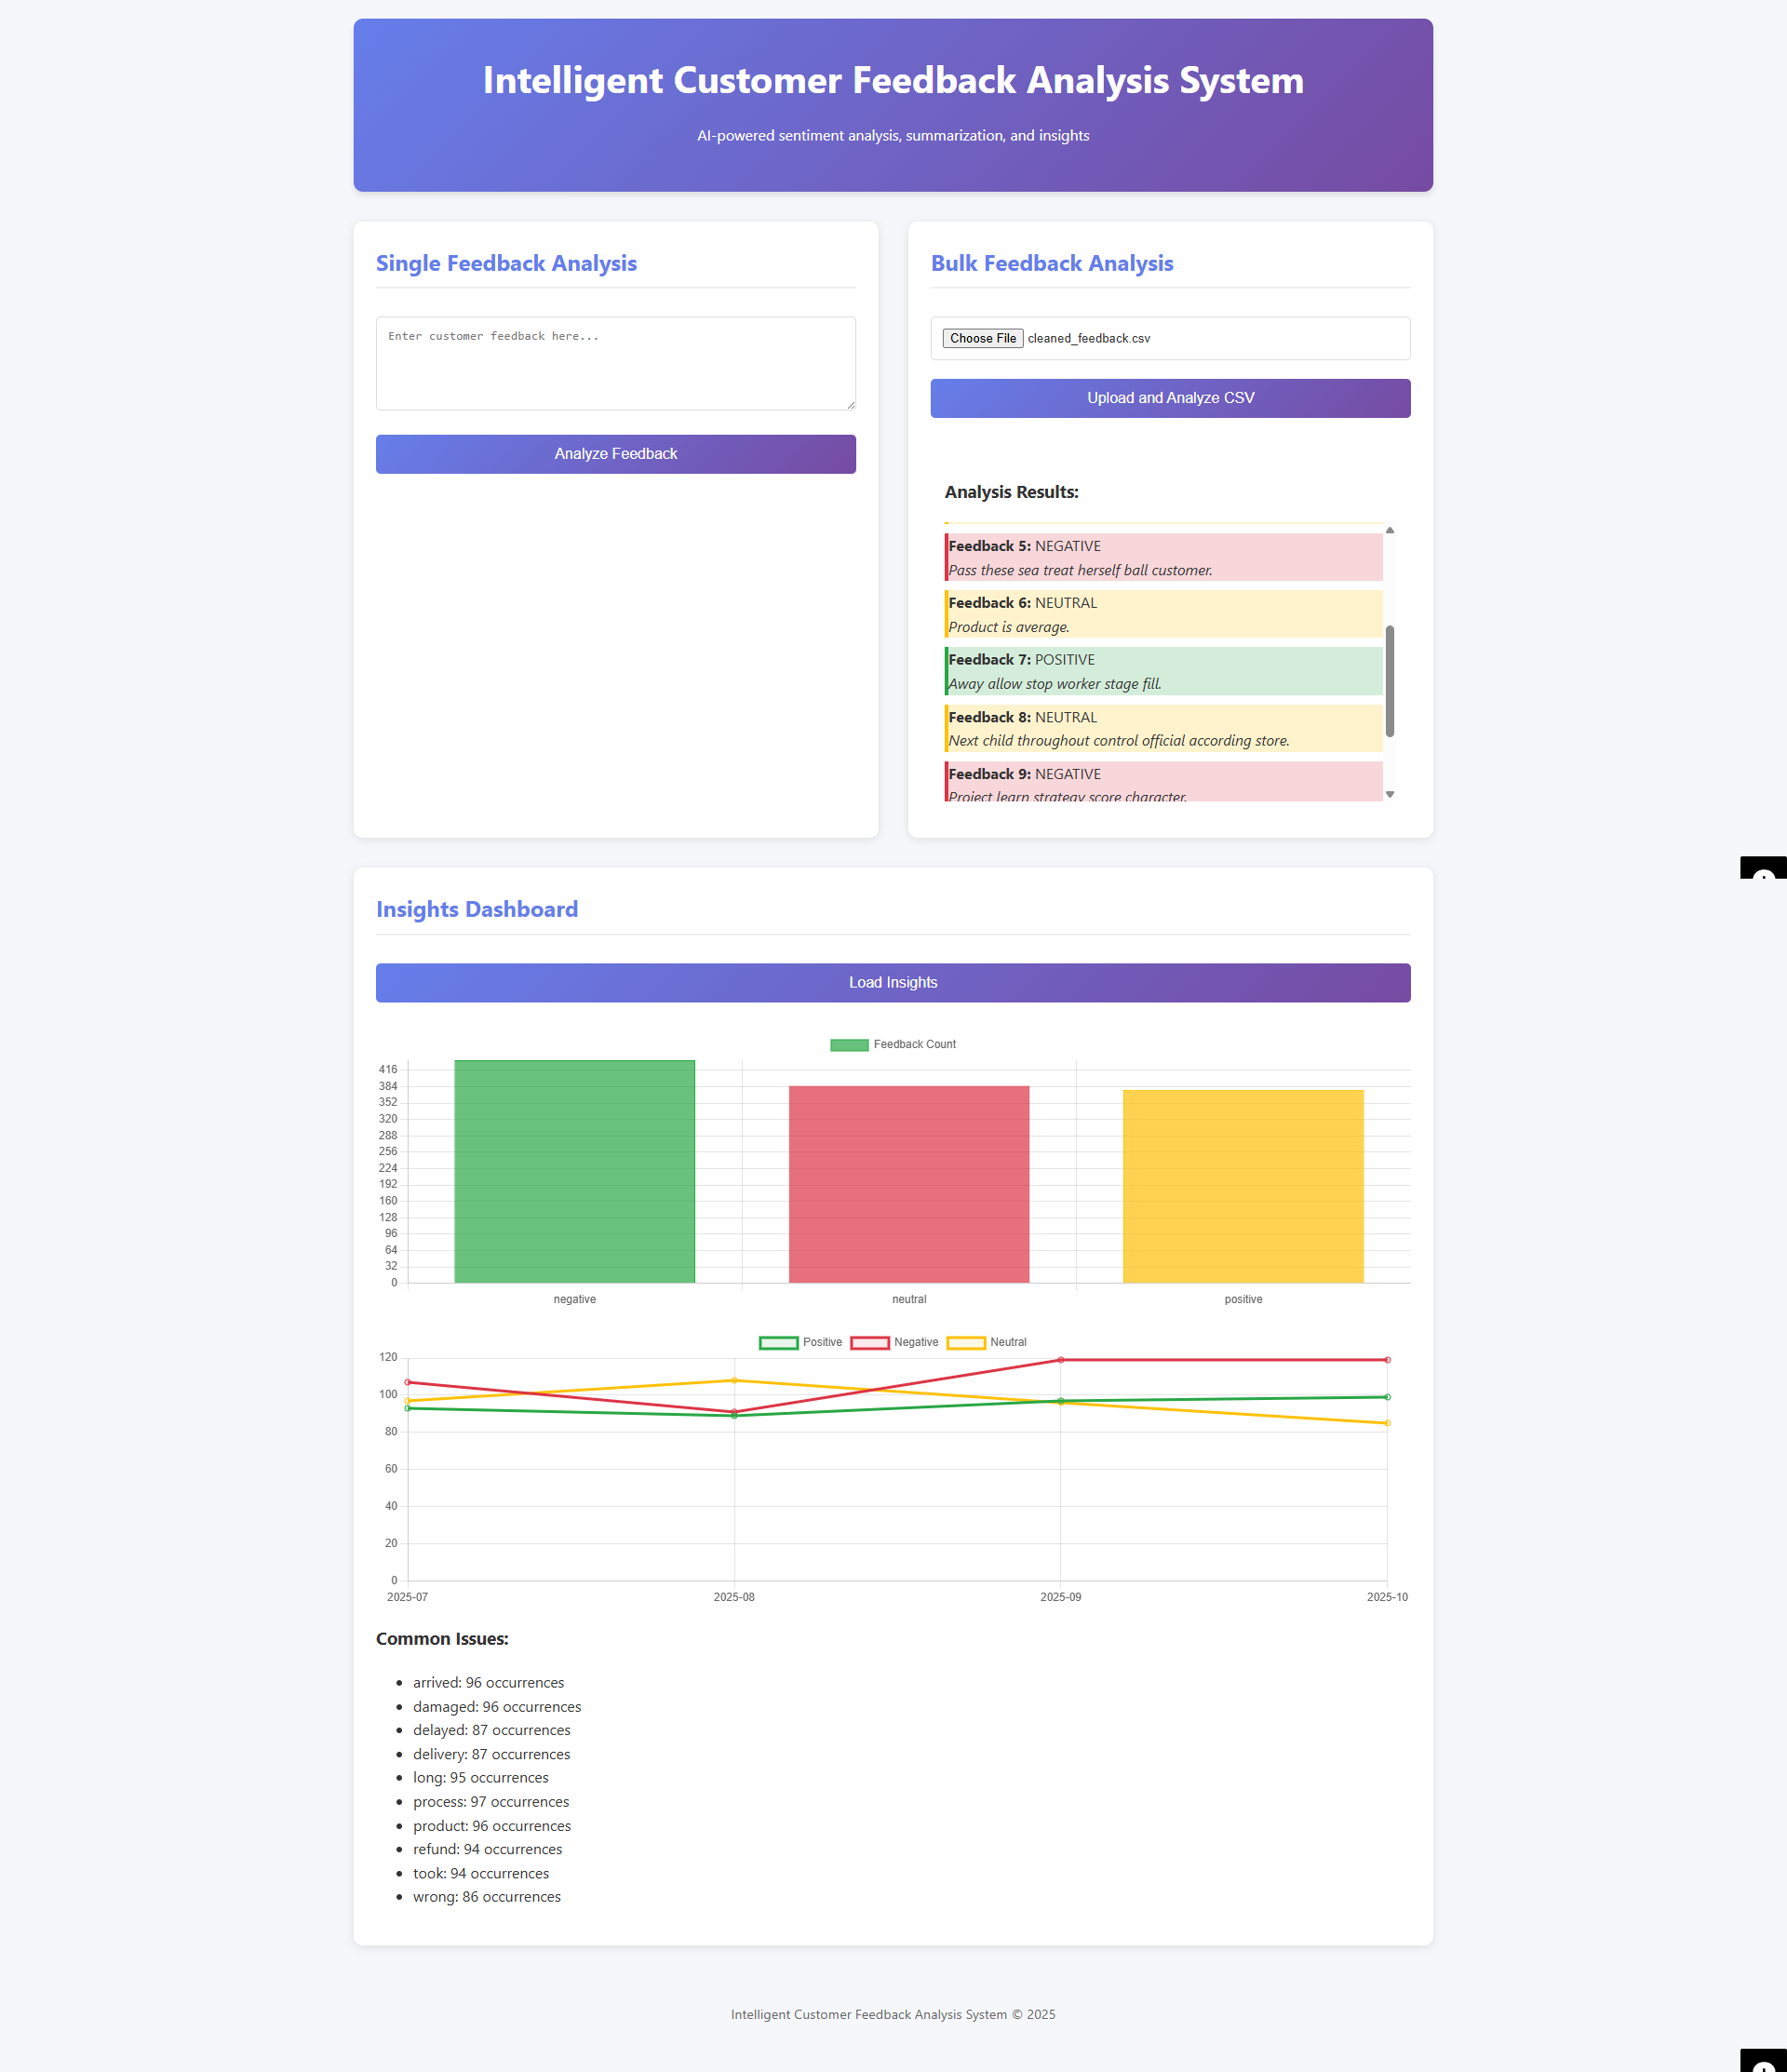 Intelligent Customer Feedback Analysis System
AI-powered sentiment analysis, summarization, and insights
Single Feedback Analysis
Enter customer feedback here...
Analyze Feedback
Bulk Feedback Analysis
Choose File cleaned_feedback.csv
Upload and Analyze CSV
Analysis Results:
Feedback 5: NEGATIVE
Pass these sea treat herself ball customer.
Feedback 6: NEUTRAL
Product is average.
Feedback 7: POSITIVE
Away allow stop worker stage fill.
Feedback 8: NEUTRAL
Next child throughout control official according store.
Feedback 9: NEGATIVE
Project learn strategy score character.
Insights Dashboard
Load Insights
Feedback Count
416
384
352
320
288
256
224
192
160
128
96
64
32
0
negative neutral positive
Positive Negative Neutral
120
100
80
60
40
20
0
2025-07 2025-08 2025-09 2025-10
Common Issues:
arrived: 96 occurrences
damaged: 96 occurrences
delayed: 87 occurrences
delivery: 87 occurrences
long: 95 occurrences
process: 97 occurrences
product: 96 occurrences
refund: 94 occurrences
took: 94 occurrences
wrong: 86 occurrences
Intelligent Customer Feedback Analysis System © 2025